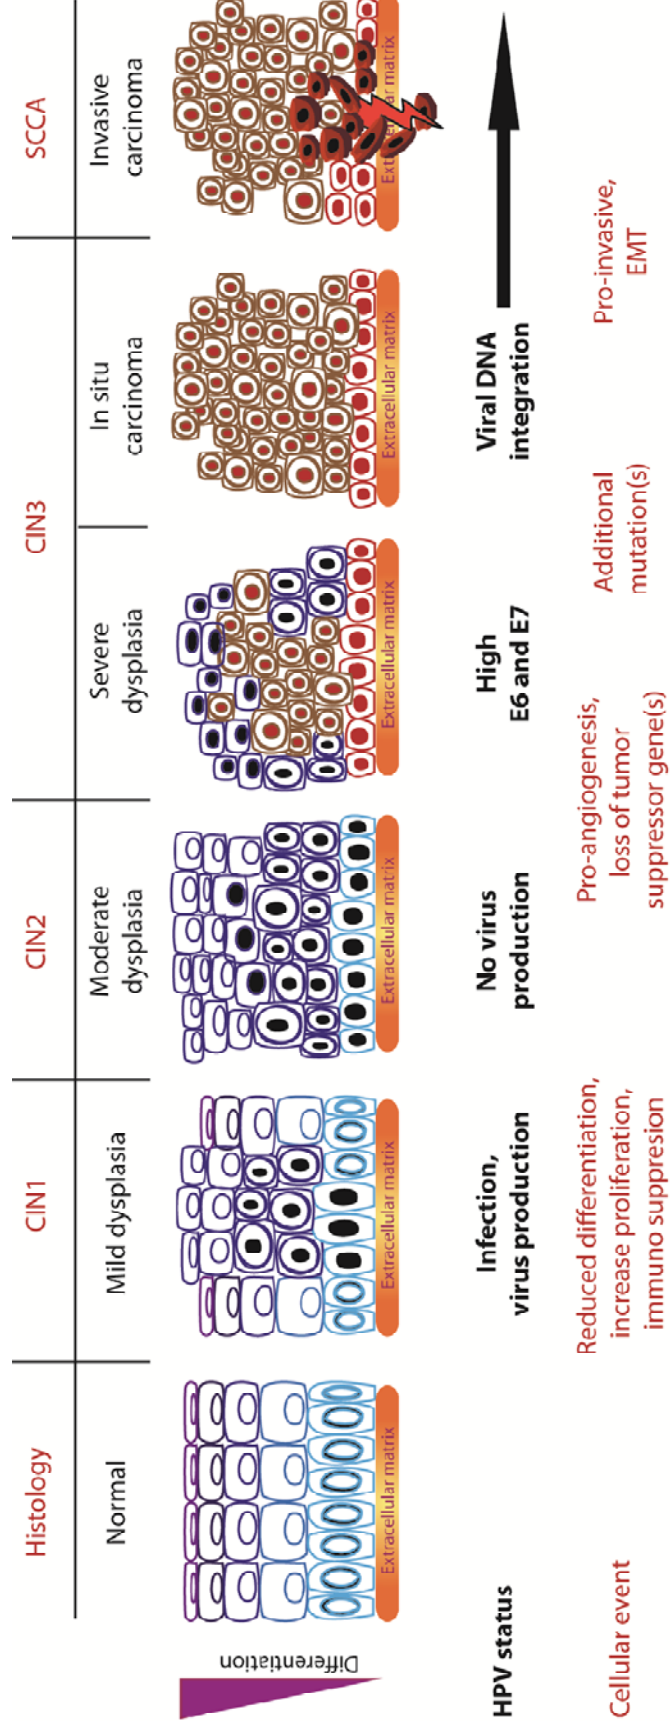 Histology
CIN1
CIN2
CIN3
SCCA
Normal
Mild dysplasia
Moderate
dysplasia
Severe
dysplasia
In situ
carcinoma
Invasive
carcinoma
Differentiation
Extracellular matrix
Extracellular matrix
Extracellular matrix
Extracellular matrix
Extracellular matrix
Extracellular matrix
HPV status
Infection,
virus production
No virus
production
High
E6 and E7
Viral DNA
integration
Cellular event
Reduced differentiation,
increase proliferation,
immuno suppresion
Pro-angiogenesis,
loss of tumor
suppressor gene(s)
Additional
mutation(s)
Pro-invasive,
EMT